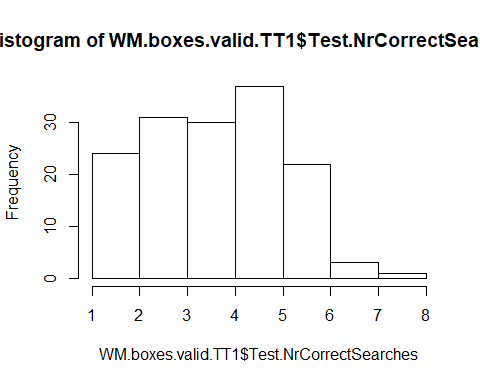 istogram of WM.boxes.valid.TT1$Test.NrCorrectSea
Frequency
30
20
10
0
1 2 3 4 5 6 7 8
WM.boxes.valid.TT1$Test.NrCorrectSearches